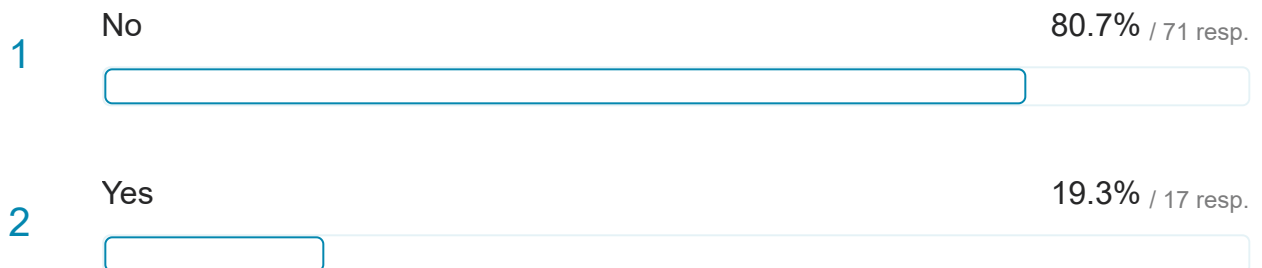 1 No 80.7% / 71 resp.
2 Yes 19.3% / 17 resp.